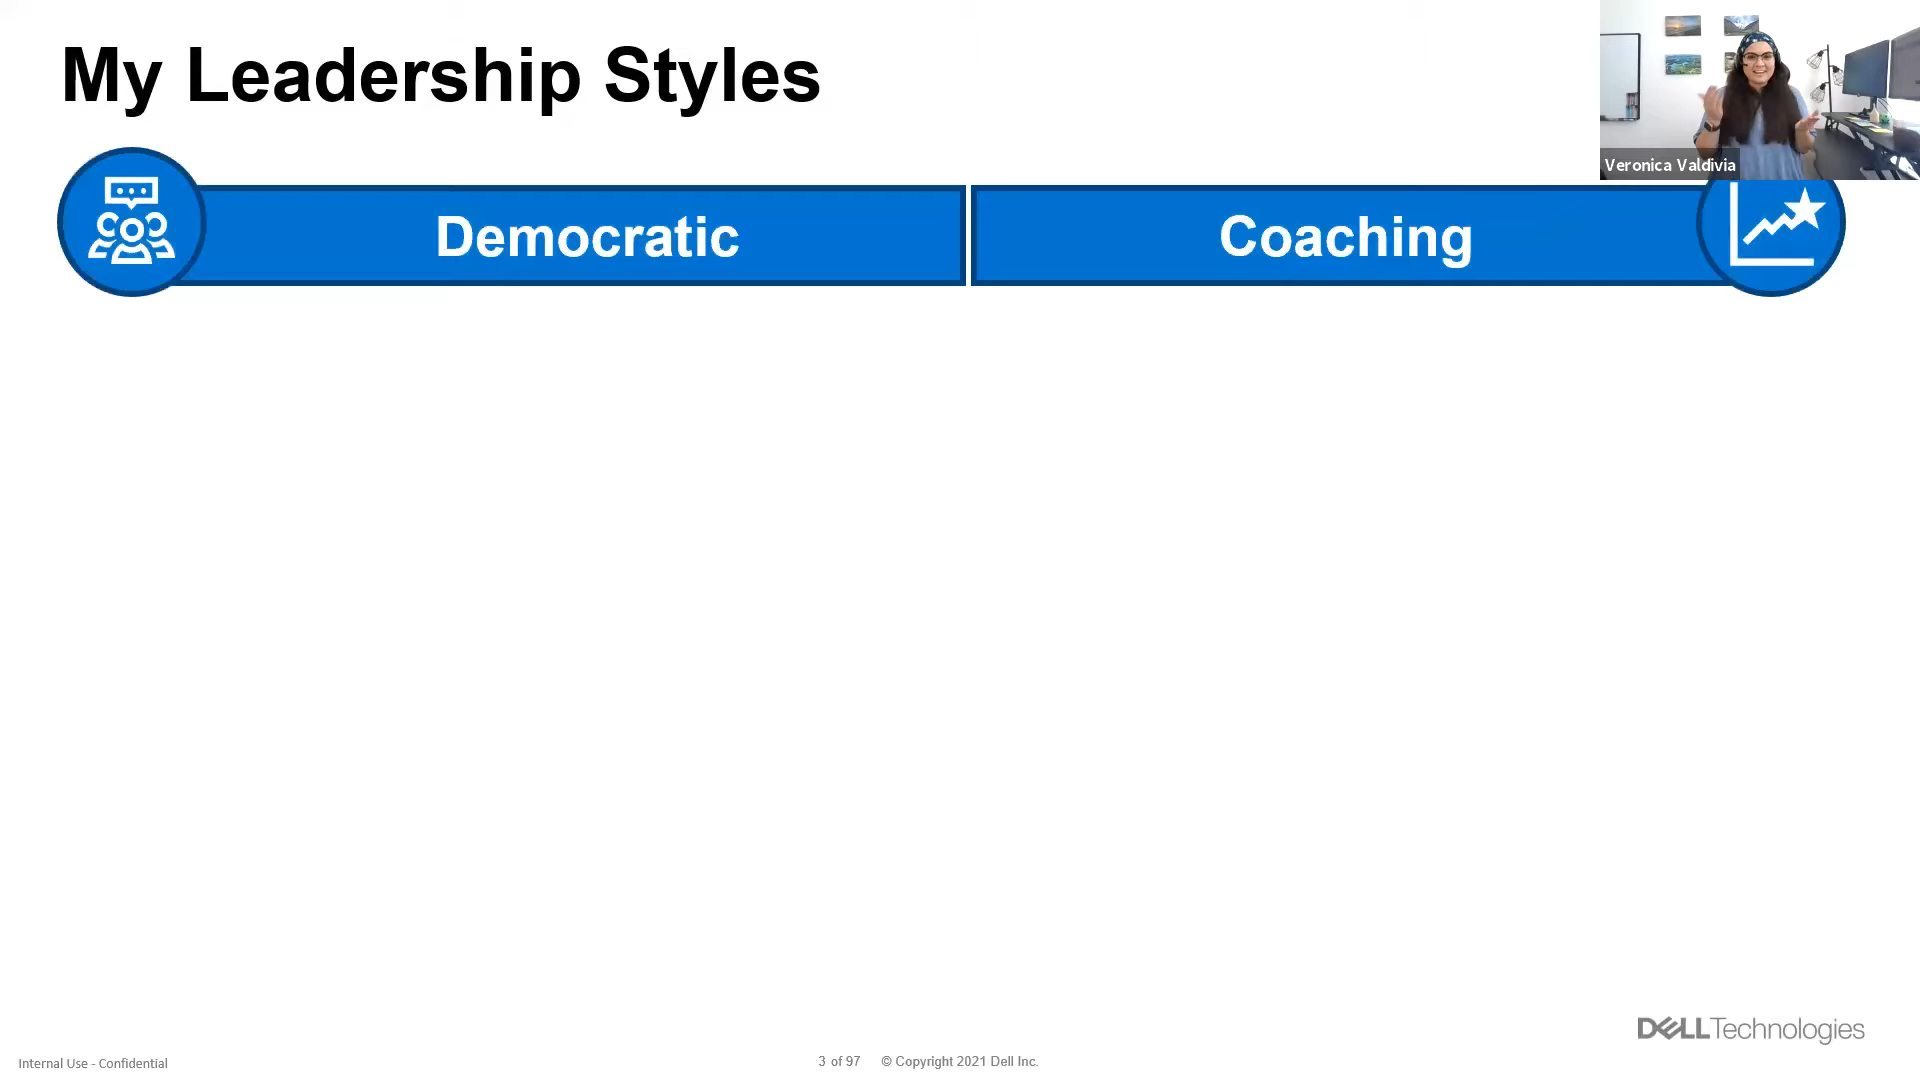 My Leadership Styles
Veronica Valdivia
Democratic
Coaching
DELLTechnologies
Internal Use - Confidential
3 of 97
© Copyright 2021 Dell Inc.